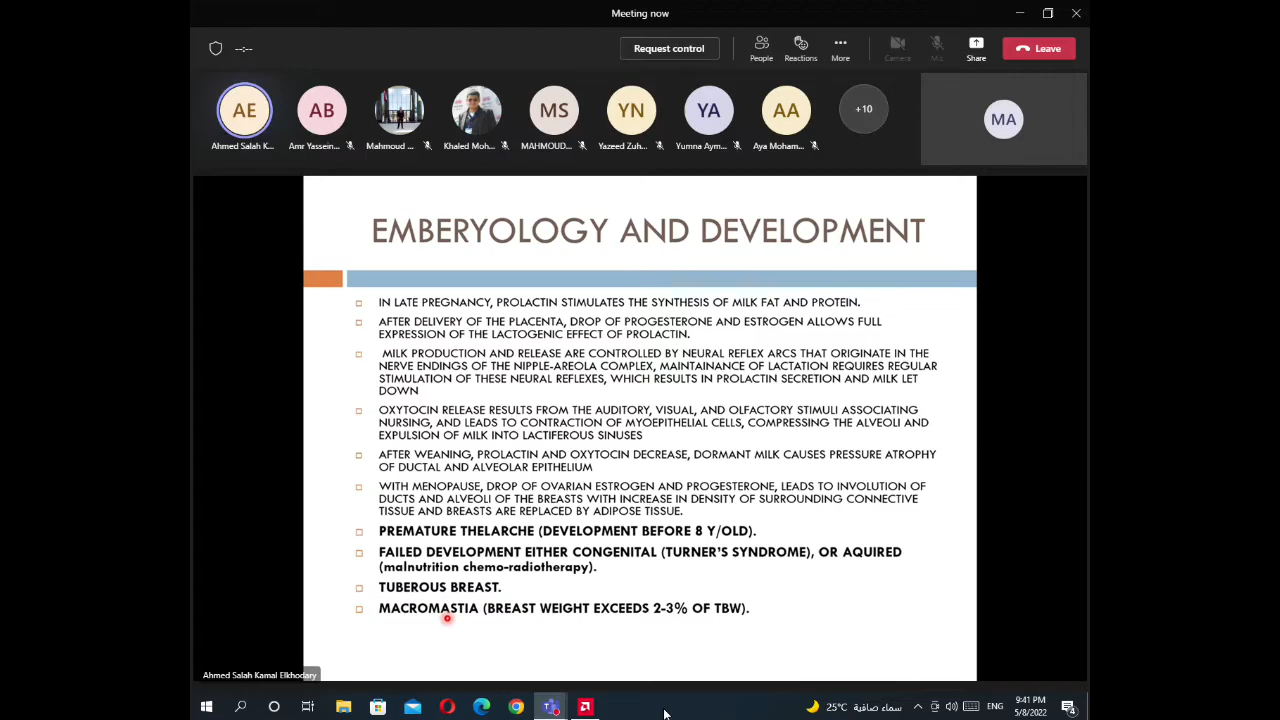 Meeting now
--:--
Request control
People
Reactions
More
Camera
Mic
Share
Leave
AE
AB
MS
YN
YA
AA
+10
MA
Ahmed Salah K...
Amr Yassein...
Mahmoud ...
Khaled Moh...
MAHMOUD...
Yazeed Zuh...
Yumna Aym...
Aya Moham...
EMBERYOLOGY AND DEVELOPMENT
IN LATE PREGNANCY, PROLACTIN STIMULATES THE SYNTHESIS OF MILK FAT AND PROTEIN.
AFTER DELIVERY OF THE PLACENTA, DROP OF PROGESTERONE AND ESTROGEN ALLOWS FULL
EXPRESSION OF THE LACTOGENIC EFFECT OF PROLACTIN.
MILK PRODUCTION AND RELEASE ARE CONTROLLED BY NEURAL REFLEX ARCS THAT ORIGINATE IN THE
NERVE ENDINGS OF THE NIPPLE-AREOLA COMPLEX, MAINTAINANCE OF LACTATION REQUIRES REGULAR
STIMULATION OF THESE NEURAL REFLEXES, WHICH RESULTS IN PROLACTIN SECRETION AND MILK LET
DOWN
OXYTOCIN RELEASE RESULTS FROM THE AUDITORY, VISUAL, AND OLFACTORY STIMULI ASSOCIATING
NURSING, AND LEADS TO CONTRACTION OF MYOEPITHELIAL CELLS, COMPRESSING THE ALVEOLI AND
EXPULSION OF MILK INTO LACTIFEROUS SINUSES
AFTER WEANING, PROLACTIN AND OXYTOCIN DECREASE, DORMANT MILK CAUSES PRESSURE ATROPHY
OF DUCTAL AND ALVEOLAR EPITHELIUM
WITH MENOPAUSE, DROP OF OVARIAN ESTROGEN AND PROGESTERONE, LEADS TO INVOLUTION OF
DUCTS AND ALVEOLI OF THE BREASTS WITH INCREASE IN DENSITY OF SURROUNDING CONNECTIVE
TISSUE AND BREASTS ARE REPLACED BY ADIPOSE TISSUE.
PREMATURE THELARCHE (DEVELOPMENT BEFORE 8 Y/OLD).
FAILED DEVELOPMENT EITHER CONGENITAL (TURNER'S SYNDROME), OR AQUIRED
(malnutrition chemo-radiotherapy).
TUBEROUS BREAST.
MACROMASTIA (BREAST WEIGHT EXCEEDS 2-3% OF TBW).
Ahmed Salah Kamal Elkhodary
25°C سماء صافية
ENG
9:41 PM
5/8/2022
4